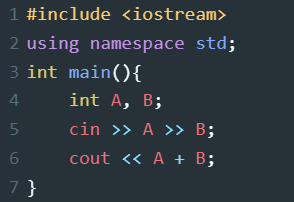 1 #include <iostream>
2 using namespace std;
3 int main(){
4     int A, B;
5     cin >> A >> B;
6     cout << A + B;
7 }